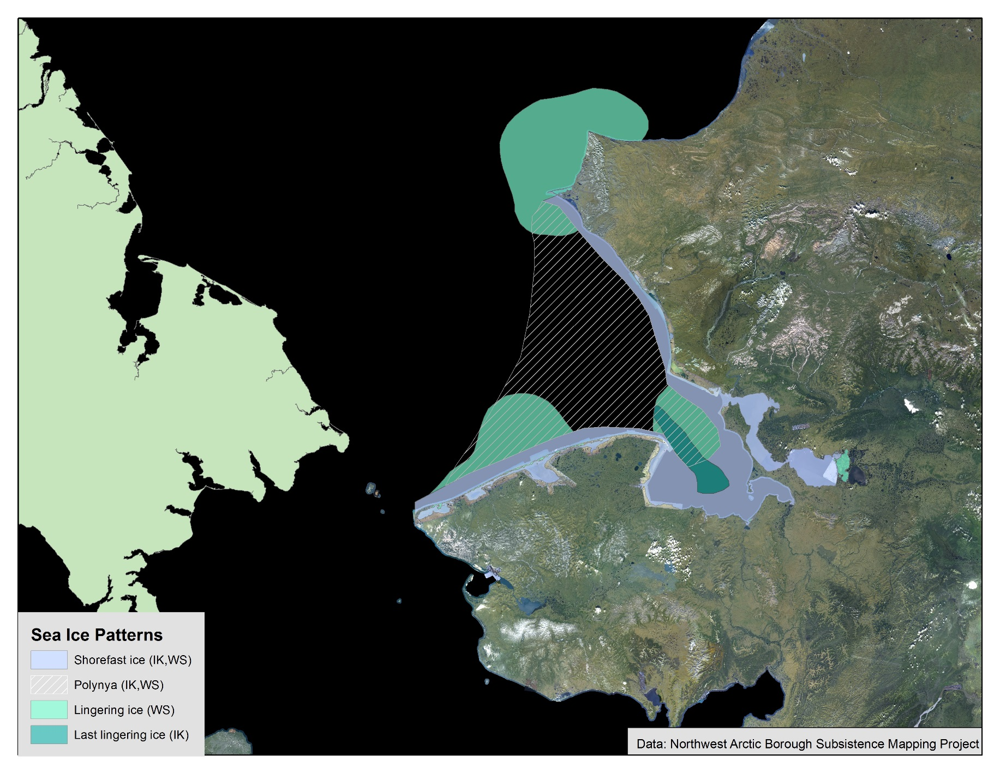 Sea Ice Patterns
Shorefast ice (IK,WS)
Polynya (IK,WS)
Lingering ice (WS)
Last lingering ice (IK)
Data: Northwest Arctic Borough Subsistence Mapping Project